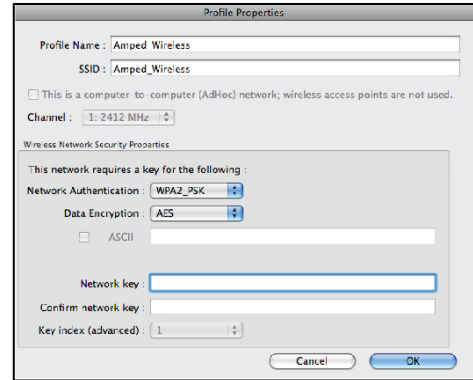 Profile Properties
Profile Name : Amped_Wireless
SSID : Amped_Wireless
This is a computer-to-computer (AdHoc) network; wireless access points are not used.
Channel : 1: 2412 MHz
Wireless Network Security Properties
This network requires a key for the following :
Network Authentication : WPA2_PSK
Data Encryption : AES
ASCII
Network key :
Confirm network key :
Key index (advanced) : 1
Cancel OK